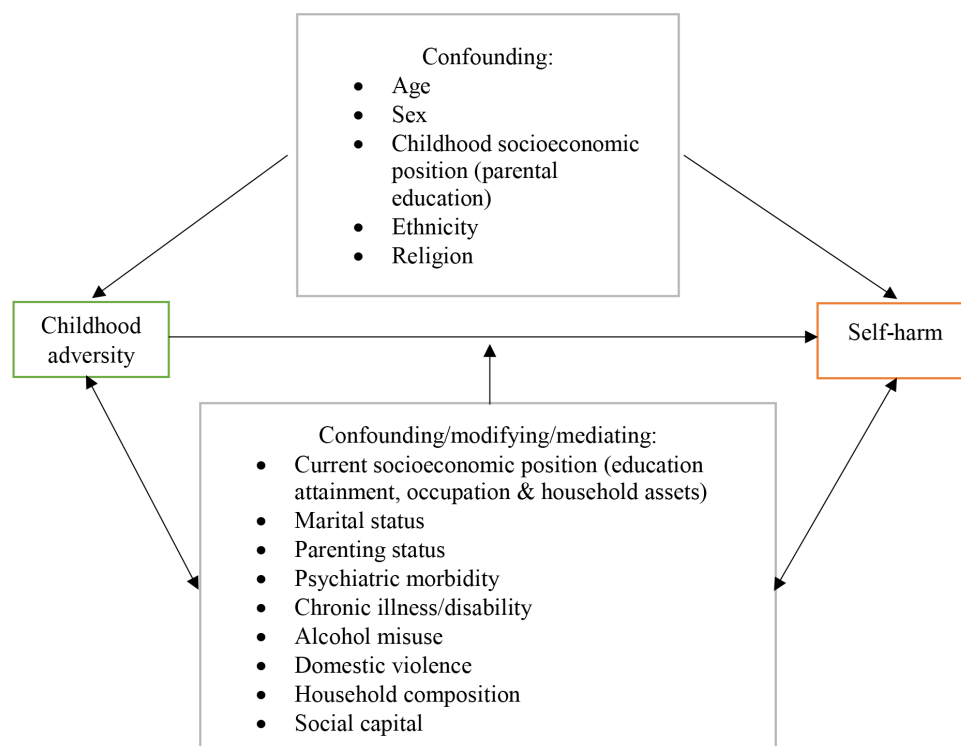 Confounding:
• Age
• Sex
• Childhood socioeconomic
position (parental
education)
• Ethnicity
• Religion
Childhood
adversity
Self-harm
Confounding/modifying/mediating:
• Current socioeconomic position (education
attainment, occupation & household assets)
• Marital status
• Parenting status
• Psychiatric morbidity
• Chronic illness/disability
• Alcohol misuse
• Domestic violence
• Household composition
• Social capital